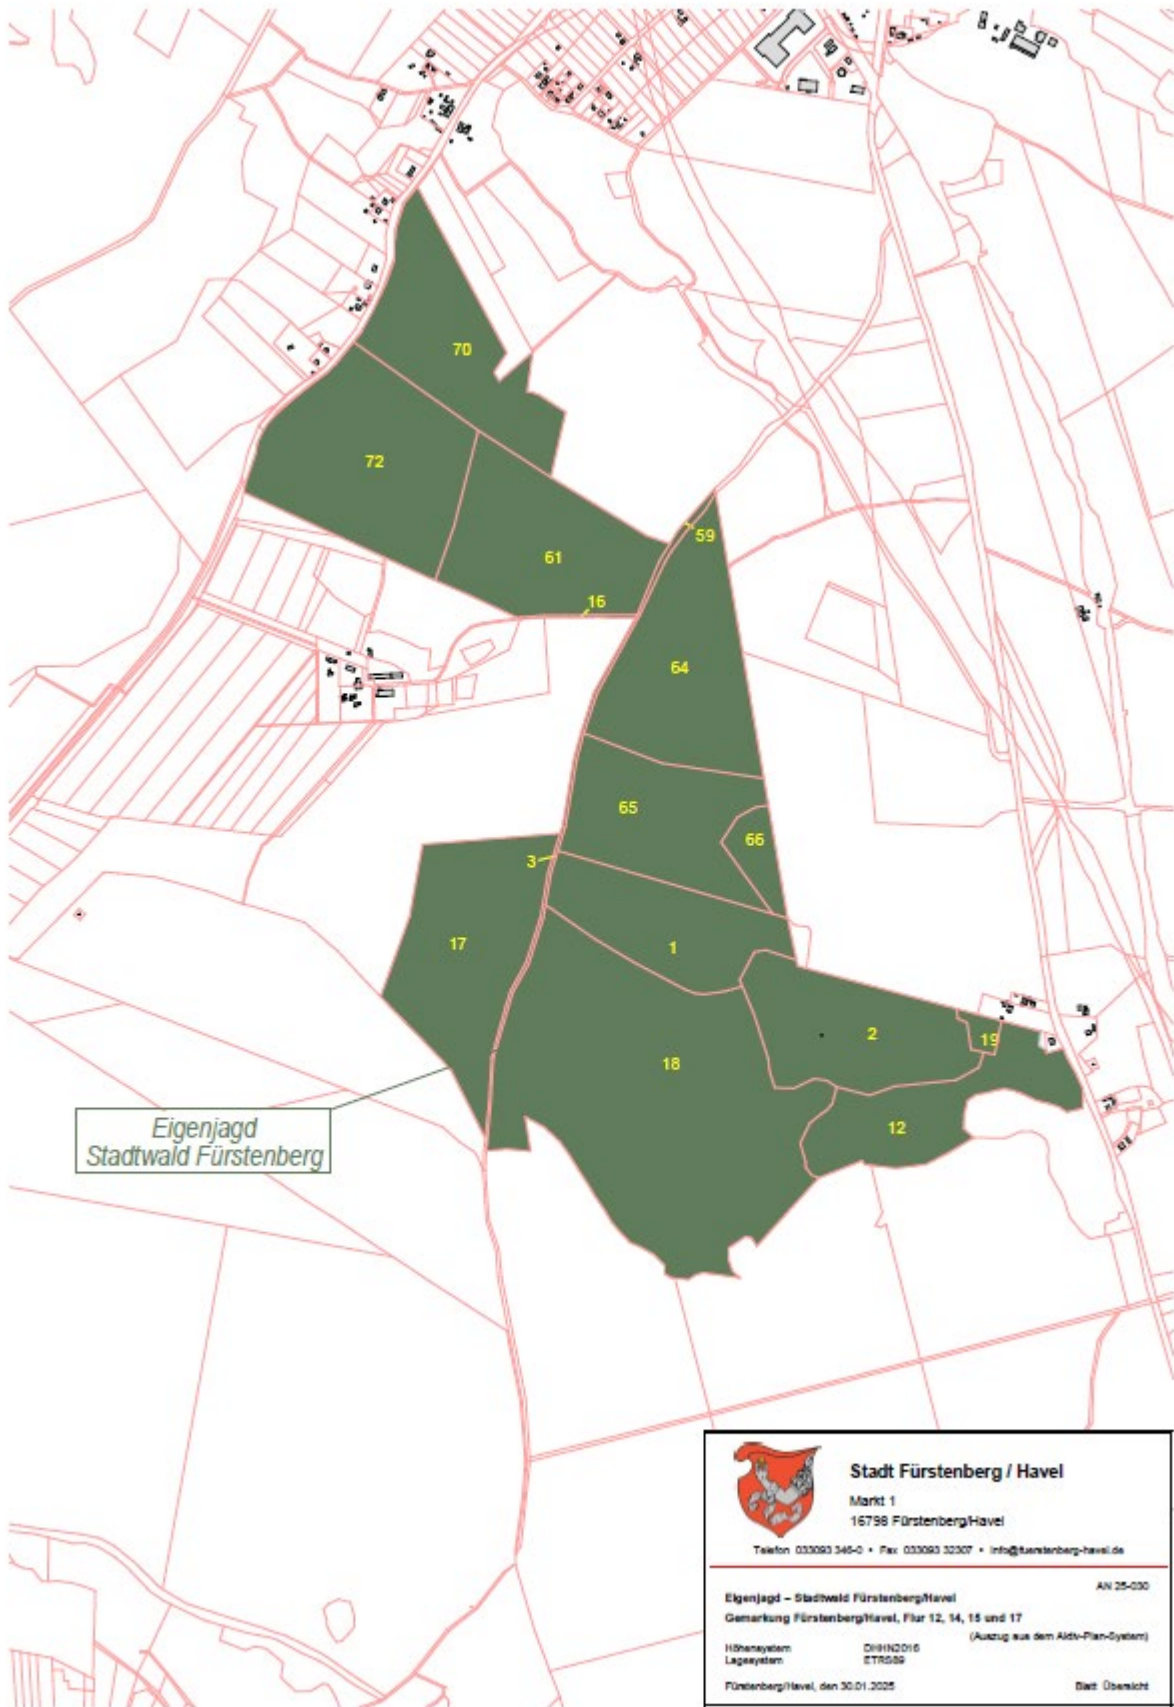 70
72
59
61
16
64
65
66
3
17
1
2
19
18
12
Eigenjagd
Stadtwald Fürstenberg
Stadt Fürstenberg / Havel
Markt 1
16798 Fürstenberg/Havel
Telefon 033093 346-0 • Fax 033093 32307 • info@fuerstenberg-havel.de
AN 25-030
Eigenjagd – Stadtwald Fürstenberg/Havel
Gemarkung Fürstenberg/Havel, Flur 12, 14, 15 und 17
(Auszug aus dem Aktiv-Plan-System)
Höhensystem DHHN2016
Lagesystem ETRS89
Fürstenberg/Havel, den 30.01.2025 Blatt: Übersicht